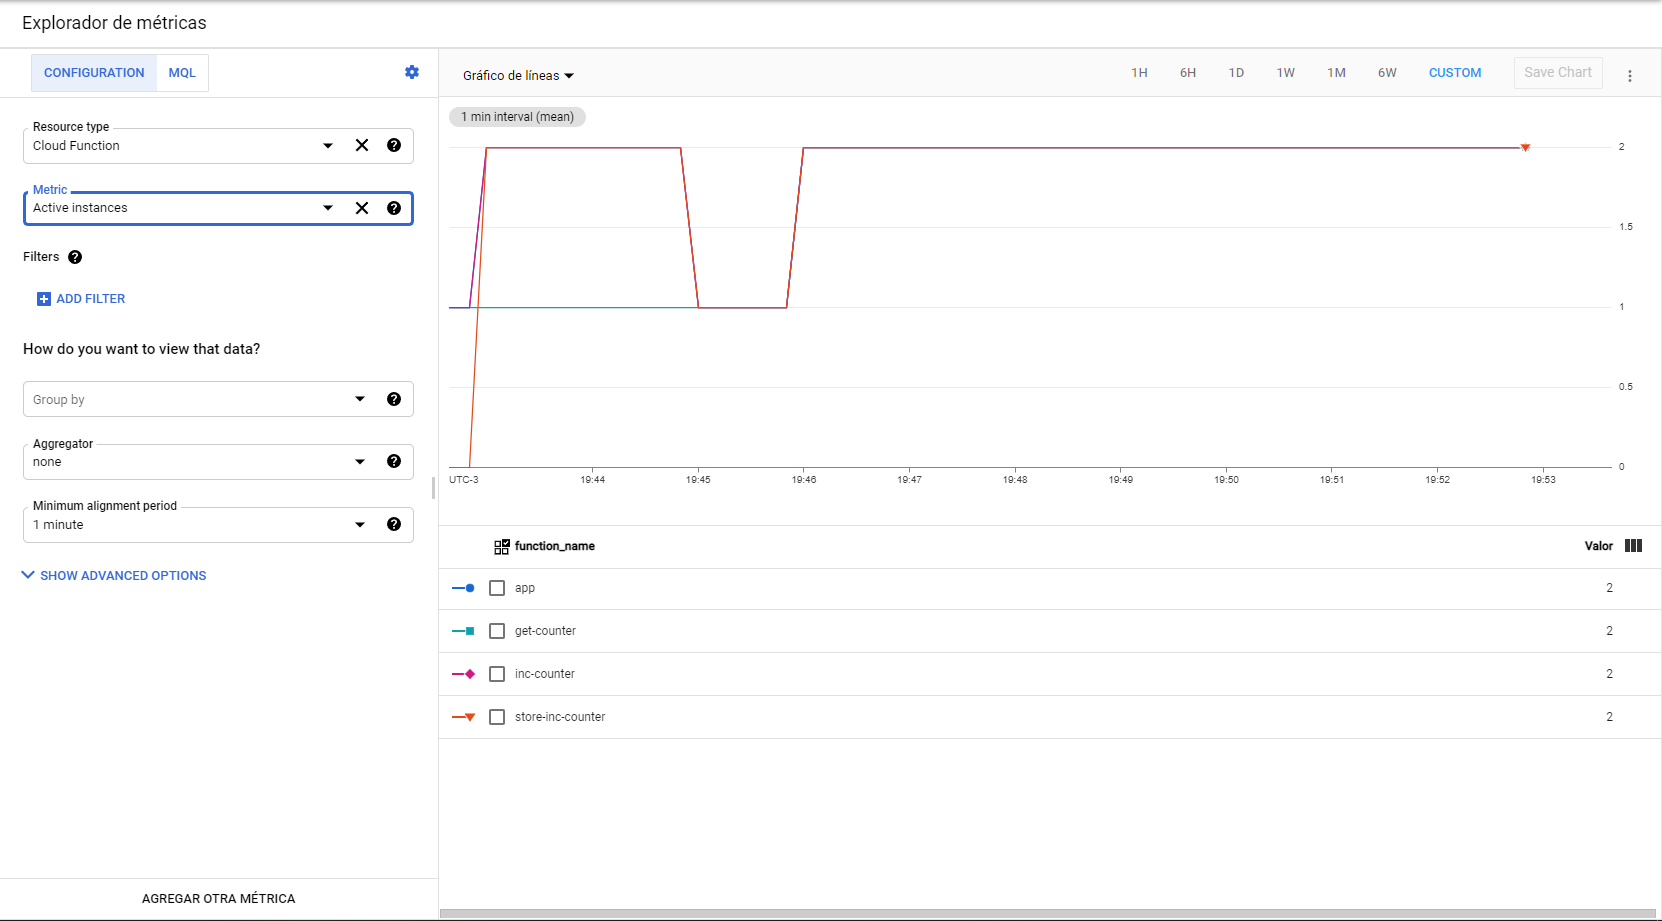 Explorador de métricas
CONFIGURATION MQL
Resource type
Cloud Function
Metric
Active instances
Filters
ADD FILTER
How do you want to view that data?
Group by
Aggregator
none
Minimum alignment period
1 minute
SHOW ADVANCED OPTIONS
AGREGAR OTRA MÉTRICA
Gráfico de líneas
1H 6H 1D 1W 1M 6W CUSTOM Save Chart
1 min interval (mean)
2
1.5
1
0.5
0
UTC-3 19:44 19:45 19:46 19:47 19:48 19:49 19:50 19:51 19:52 19:53
function_name Valor
app 2
get-counter 2
inc-counter 2
store-inc-counter 2